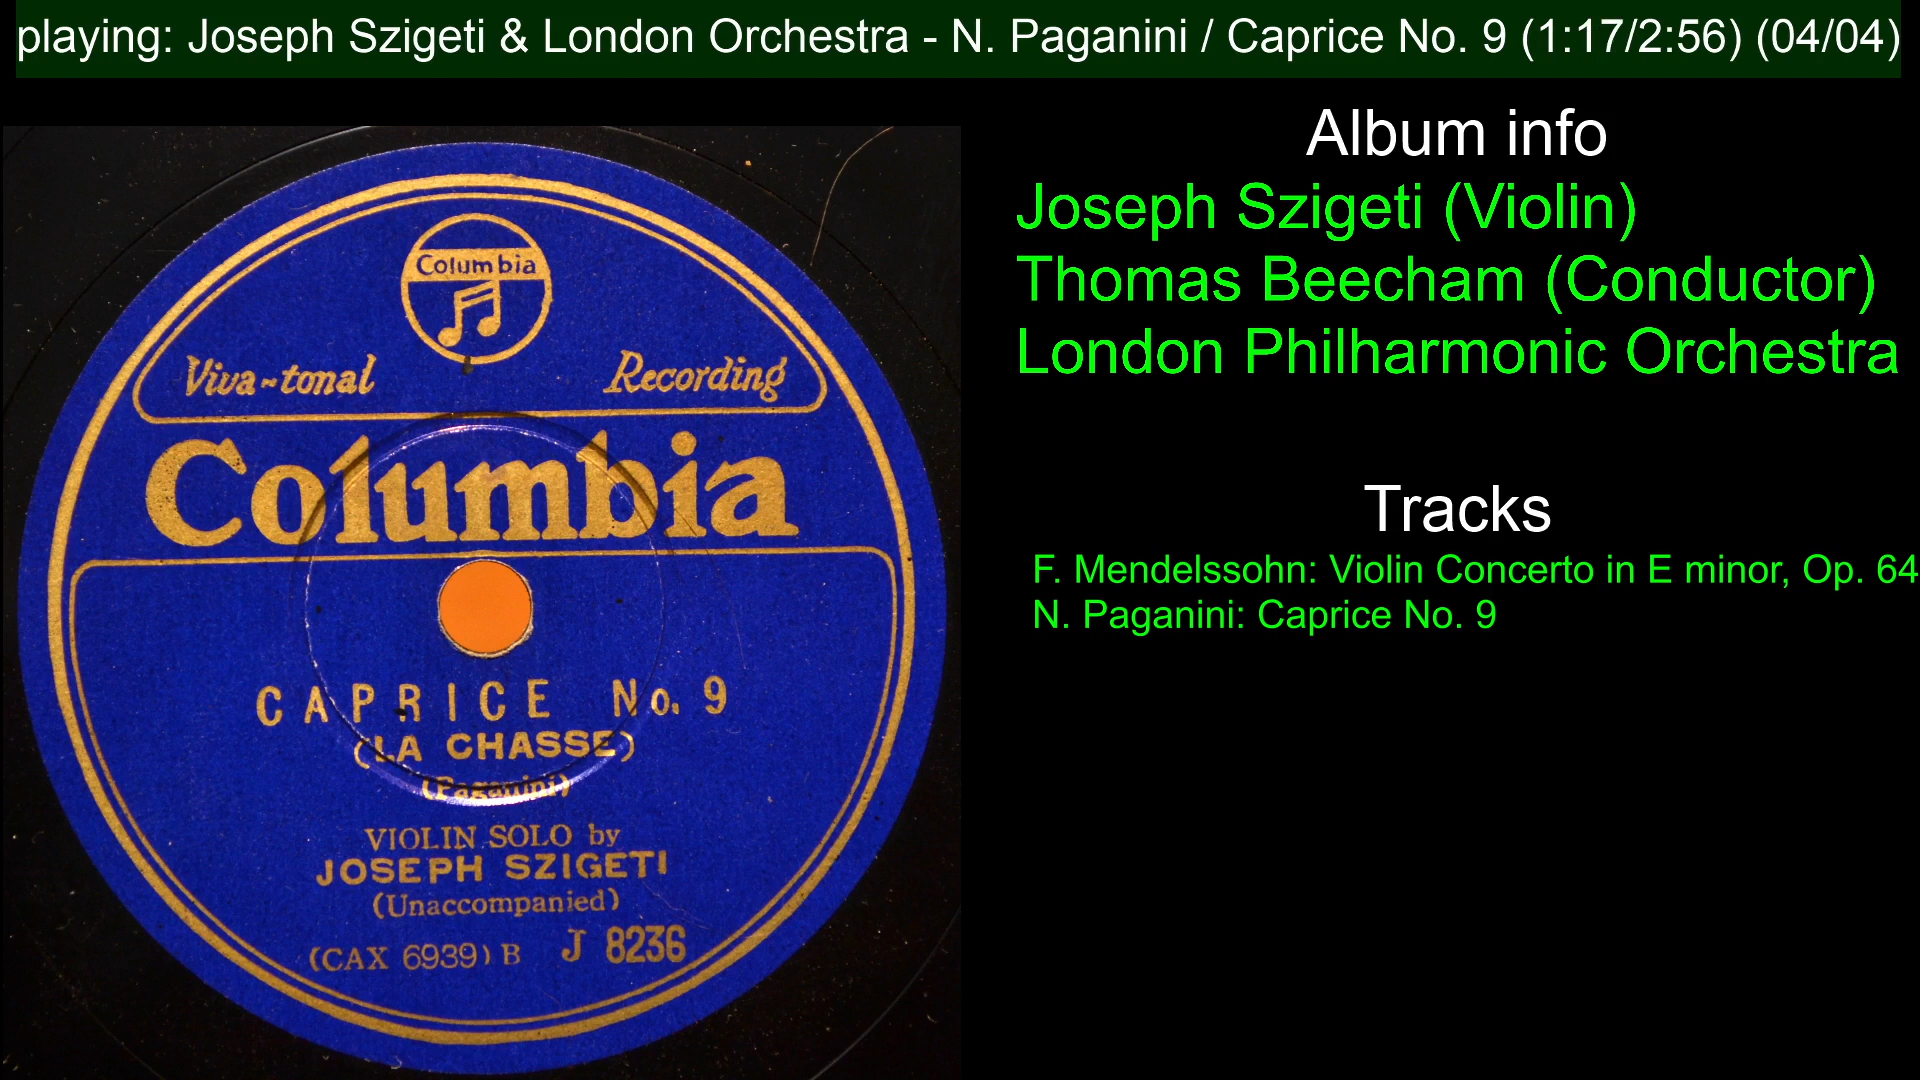 playing: Joseph Szigeti & London Orchestra - N. Paganini / Caprice No. 9 (1:17/2:56) (04/04)
Album info
Joseph Szigeti (Violin)
Thomas Beecham (Conductor)
London Philharmonic Orchestra
Tracks
F. Mendelssohn: Violin Concerto in E minor, Op. 64
N. Paganini: Caprice No. 9
Columbia
Viva-tonal Recording
Columbia
CAPRICE No. 9
(LA CHASSE)
(Paganini)
VIOLIN SOLO by
JOSEPH SZIGETI
(Unaccompanied)
(CAX 6939) B J 8236